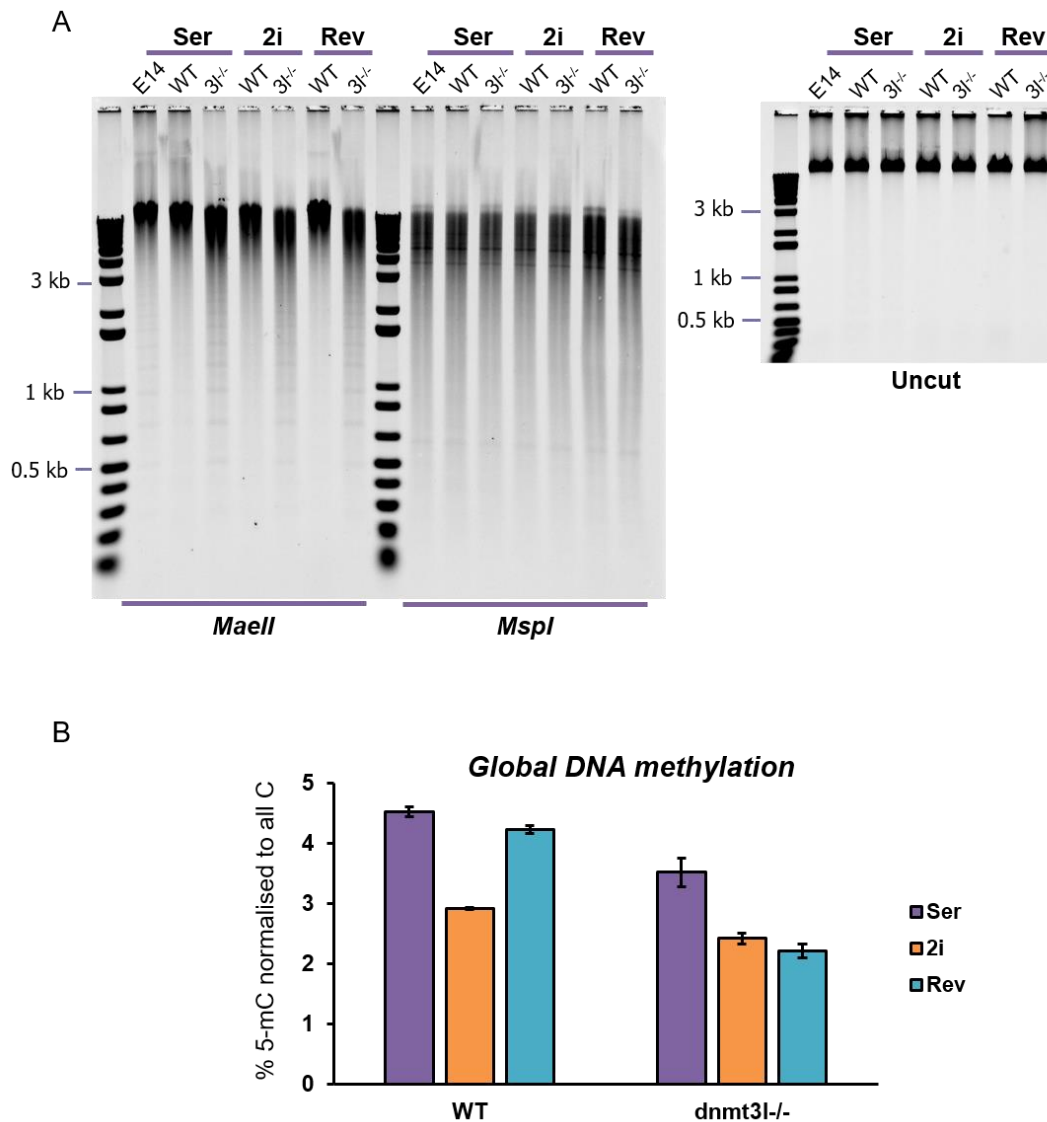 A
Ser 2i Rev Ser 2i Rev Ser 2i Rev
E14 WT 3l-/- WT 3l-/- WT 3l-/- E14 WT 3l-/- WT 3l-/- WT 3l-/- E14 WT 3l-/- WT 3l-/- WT 3l-/-
3 kb
1 kb
0.5 kb
3 kb
1 kb
0.5 kb
Uncut
MaeII MspI
B
Global DNA methylation
% 5-mC normalised to all C
5
4
3
2
1
0
WT dnmt3l-/-
Ser
2i
Rev